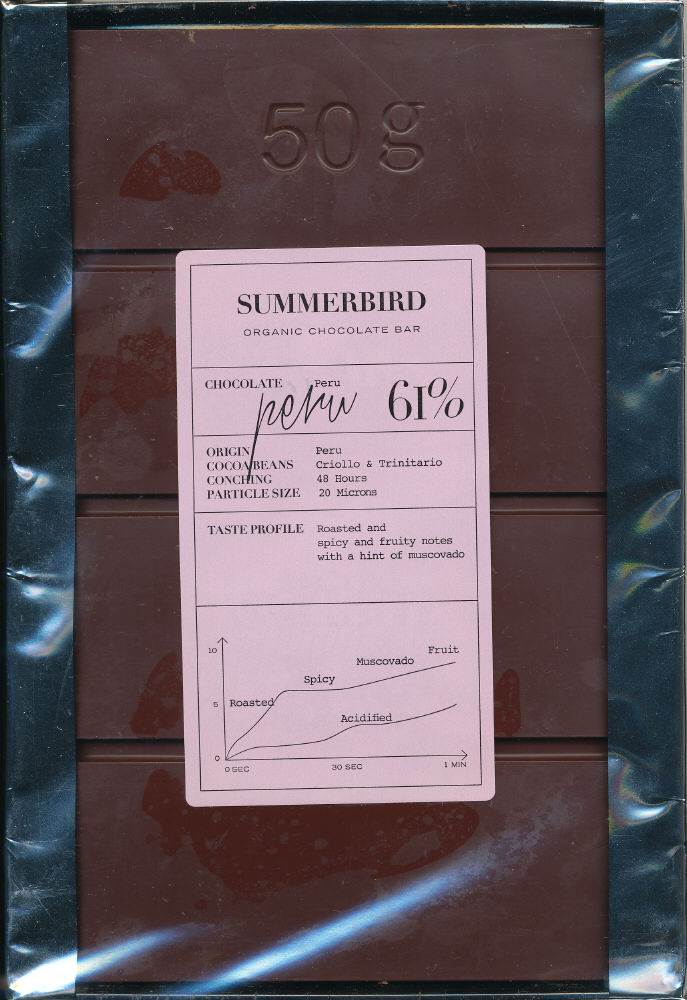 50 g
SUMMERBIRD
ORGANIC CHOCOLATE BAR
CHOCOLATE Peru
peru 61%
ORIGIN Peru
COCOA BEANS Criollo & Trinitario
CONCHING 48 Hours
PARTICLE SIZE 20 Microns
TASTE PROFILE Roasted and
spicy and fruity notes
with a hint of muscovado
10
Fruit
Muscovado
Spicy
5 Roasted
Acidified
0
0 SEC 30 SEC 1 MIN